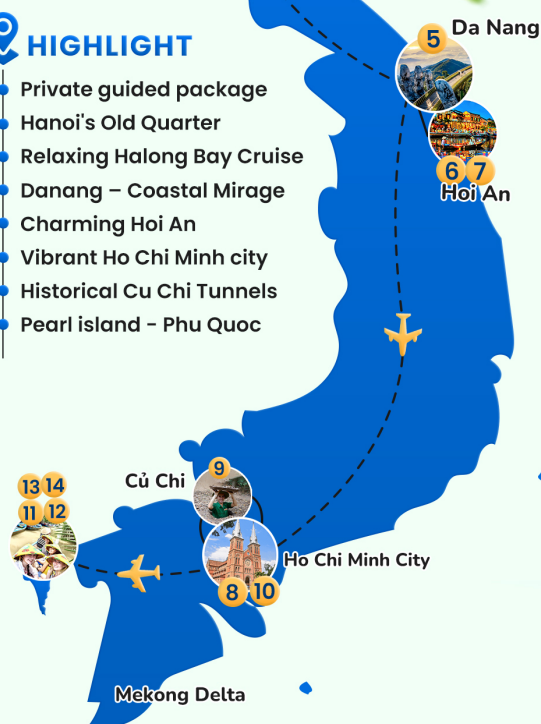 HIGHLIGHT
Private guided package
Hanoi's Old Quarter
Relaxing Halong Bay Cruise
Danang – Coastal Mirage
Charming Hoi An
Vibrant Ho Chi Minh city
Historical Cu Chi Tunnels
Pearl island - Phu Quoc
5
Da Nang
6 7
Hoi An
9
Củ Chi
13 14
11 12
Ho Chi Minh City
8 10
Mekong Delta